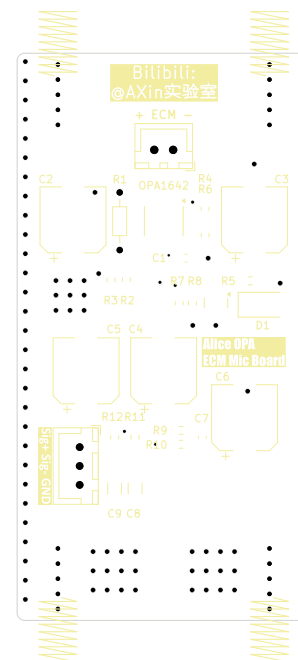 Bilibili:
@AXin实验室
+ ECM -
C2
R1
OPA1642
R4
R6
C3
+
C1
+
R7 R8
R5
R3 R2
D1
C5 C4
Alice OPA
ECM Mic Board
C6
+
+
R12 R11
C7
R9
R10
+
Sig+ Sig- GND
C9 C8